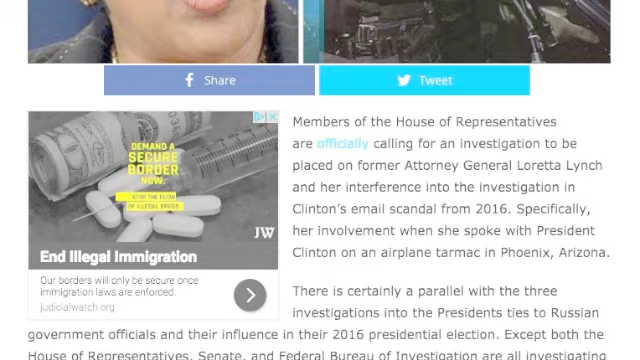 Share
Tweet
DEMAND A
SECURE
BORDER
NOW.
STOP THE FLOW
OF ILLEGAL DRUGS
JW
End Illegal Immigration
Our borders will only be secure once
immigration laws are enforced.
judicialwatch.org
Members of the House of Representatives
are officially calling for an investigation to be
placed on former Attorney General Loretta Lynch
and her interference into the investigation in
Clinton’s email scandal from 2016. Specifically,
her involvement when she spoke with President
Clinton on an airplane tarmac in Phoenix, Arizona.
There is certainly a parallel with the three
investigations into the Presidents ties to Russian
government officials and their influence in their 2016 presidential election. Except both the
House of Representatives, Senate, and Federal Bureau of Investigation are all investigating